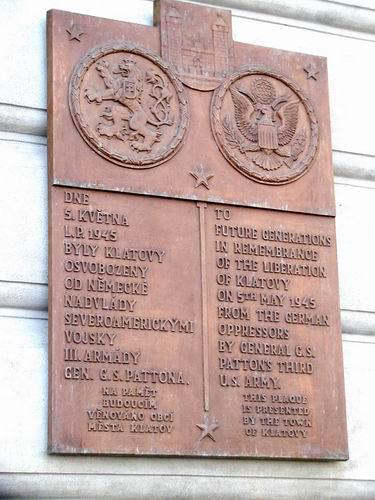 DNE
5. KVĚTNA
L.P. 1945
BYLY KLATOVY
OSVOBOZENY
OD NĚMECKÉ
NADVLÁDY
SEVEROAMERICKÝMI
VOJSKY
III. ARMÁDY
GEN. G.S. PATTONA.
NA PAMĚŤ
BUDOUCÍM
VĚNOVÁNO OBCÍ
MĚSTA KLATOV
TO
FUTURE GENERATIONS
IN REMEMBRANCE
OF THE LIBERATION
OF KLATOVY
ON 5TH MAY 1945
FROM THE GERMAN
OPPRESSORS
BY GENERAL G.S.
PATTON'S THIRD
U.S. ARMY.
THIS PLAQUE
IS PRESENTED
BY THE TOWN
OF KLATOVY